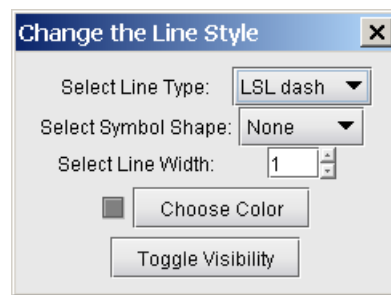 Change the Line Style
Select Line Type: LSL dash
Select Symbol Shape: None
Select Line Width: 1
Choose Color
Toggle Visibility